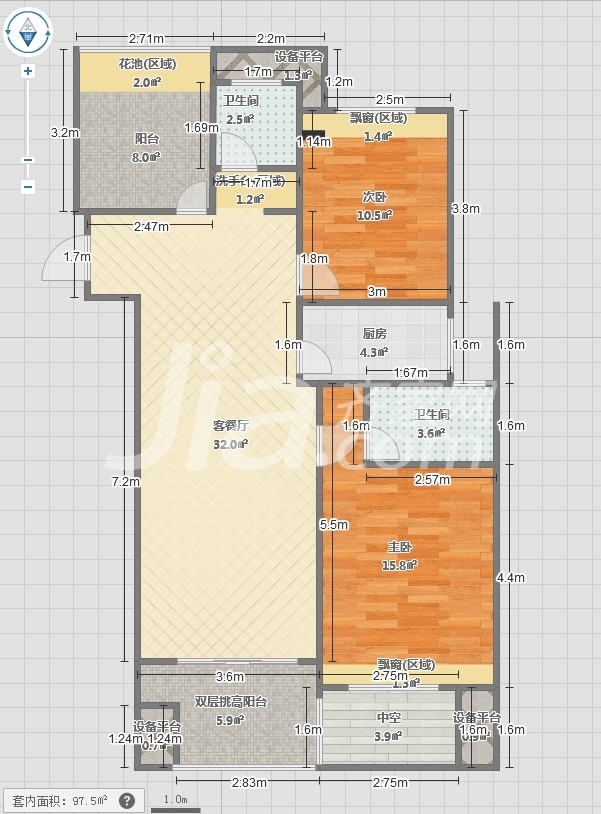 北
2.71m
2.2m
花池(区域)
2.0㎡
设备平台
1.7m
1.2m
卫生间
2.5㎡
2.5m
飘窗(区域)
1.4㎡
3.2m
阳台
8.0㎡
1.69m
1.14m
洗手台(区域)
1.7m
1.2㎡
次卧
10.5㎡
3.8m
2.47m
1.7m
1.8m
3m
厨房
4.3㎡
1.6m
1.6m
1.6m
1.67m
Jia
客餐厅
32.0㎡
卫生间
3.6㎡
1.6m
1.6m
2.57m
7.2m
5.5m
主卧
15.8㎡
4.4m
飘窗(区域)
1.3㎡
3.6m
2.75m
双层挑高阳台
5.9㎡
中空
3.9㎡
设备平台
0.7㎡
设备平台
0.9㎡
1.24m
1.24m
1.6m
1.6m
1.6m
2.83m
2.75m
套内面积：97.5㎡
?
1.0m